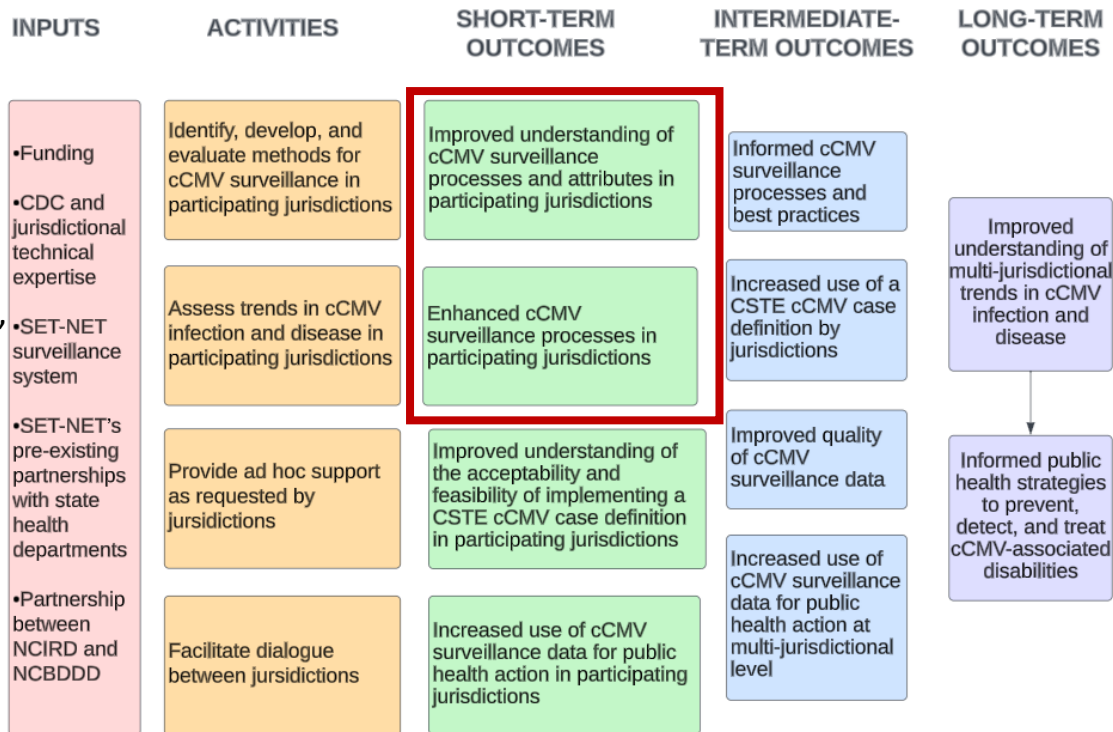 INPUTS
ACTIVITIES
SHORT-TERM
OUTCOMES
INTERMEDIATE-
TERM OUTCOMES
LONG-TERM
OUTCOMES
•Funding
•CDC and
jurisdictional
technical
expertise
•SET-NET
surveillance
system
•SET-NET's
pre-existing
partnerships
with state
health
departments
•Partnership
between
NCIRD and
NCBDDD
Identify, develop, and
evaluate methods for
cCMV surveillance in
participating jurisdictions
Assess trends in cCMV
infection and disease in
participating jurisdictions
Provide ad hoc support
as requested by
jursidictions
Facilitate dialogue
between jursidictions
Improved understanding of
cCMV surveillance
processes and attributes in
participating jurisdictions
Enhanced cCMV
surveillance processes in
participating jurisdictions
Improved understanding of
the acceptability and
feasibility of implementing a
CSTE cCMV case definition
in participating jurisdictions
Increased use of cCMV
surveillance data for public
health action in participating
jurisdictions
Informed cCMV
surveillance
processes and
best practices
Increased use of a
CSTE cCMV case
definition by
jurisdictions
Improved quality
of cCMV
surveillance data
Increased use of
cCMV surveillance
data for public
health action at
multi-jurisdictional
level
Improved
understanding of
multi-jurisdictional
trends in cCMV
infection and
disease
Informed public
health strategies
to prevent,
detect, and treat
cCMV-associated
disabilities